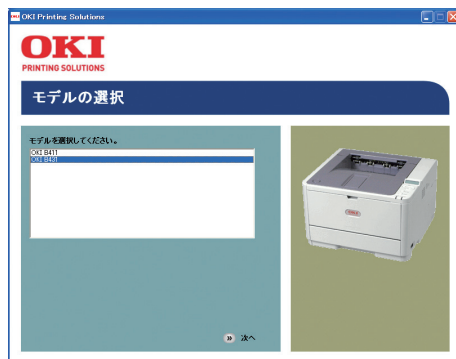 OKI Printing Solutions
OKI
PRINTING SOLUTIONS
モデルの選択
モデルを選択してください。
OKI B411
OKI B431
OKI
次へ